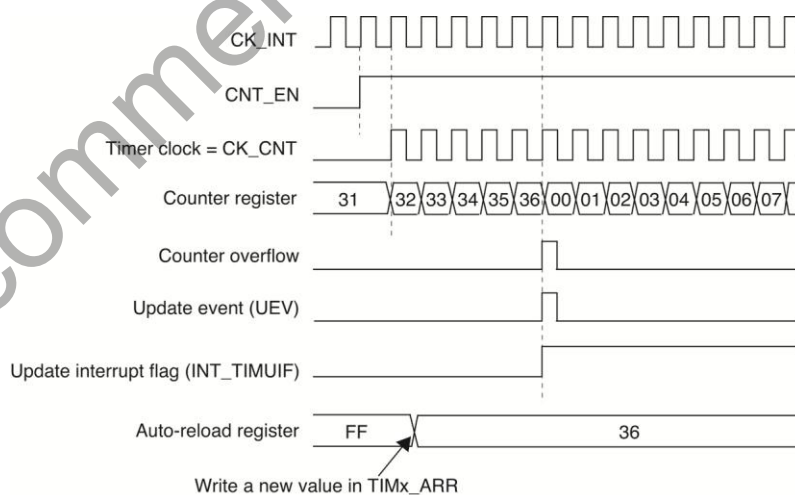 commen
CK_INT
CNT_EN
Timer clock = CK_CNT
Counter register 31 32 33 34 35 36 00 01 02 03 04 05 06 07
Counter overflow
Update event (UEV)
Update interrupt flag (INT_TIMUIF)
Auto-reload register FF 36
Write a new value in TIMx_ARR